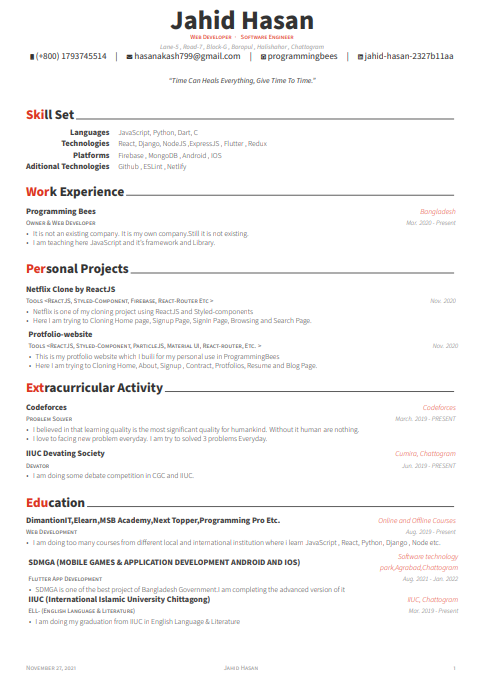 Jahid Hasan
Web Developer · Software Engineer
Lane-5 , Road-7 , Block-G , Barapul , Halishahar , Chattogram
(+800) 1793745514 | hasanakash799@gmail.com | programmingbees | jahid-hasan-2327b11aa
"Time Can Heals Everything, Give Time To Time."
Skill Set
Languages JavaScript, Python, Dart, C
Technologies React, Django, NodeJS ,ExpressJS , Flutter , Redux
Platforms Firebase , MongoDB , Android , IOS
Aditional Technologies Github , ESLint , Netlify
Work Experience
Programming Bees Bangladesh
Owner & Web Developer Mar. 2020 - Present
• It is not an existing company. It is my own company.Still it is not existing.
• I am teaching here JavaScript and it's framework and Library.
Personal Projects
Netflix Clone by ReactJS
Tools <ReactJS, Styled-Component, Firebase, React-Router Etc > Nov. 2020
• Netflix is one of my cloning project using ReactJS and Styled-components
• Here I am trying to Cloning Home page, Signup Page, SignIn Page, Browsing and Search Page.
Protfolio-website
Tools <ReactJS, Styled-Component, ParticleJS, Material UI, React-router, Etc. > Nov. 2020
• This is my protfolio website which I builli for my personal use in ProgrammingBees
• Here I am trying to Cloning Home, About, Signup , Contract, Protfolios, Resume and Blog Page.
Extracurricular Activity
Codeforces Codeforces
Problem Solver March. 2019 - PRESENT
• I believed in that learning quality is the most significant quality for humankind. Without it human are nothing.
• I love to facing new problem everyday. I am try to solved 3 problems Everyday.
IIUC Devating Society Cumira, Chattogram
Devator Jun. 2019 - PRESENT
• I am doing some debate competition in CGC and IIUC.
Education
DimantionIT,Elearn,MSB Academy,Next Topper,Programming Pro Etc. Online and Offline Courses
Web Development Aug. 2019 - Present
• I am doing too many courses from different local and international institution where i learn JavaScript , React, Python, Django , Node etc.
SDMGA (MOBILE GAMES & APPLICATION DEVELOPMENT ANDROID AND IOS) Software technology
park,Agrabad,Chattogram
Flutter App Development Aug. 2021 - Jan. 2022
• SDMGA is one of the best project of Bangladesh Government.I am completing the advanced version of it
IIUC (International Islamic University Chittagong) IIUC, Chattogram
ELL- (English Language & Literature) Mar. 2019 - Present
• I am doing my graduation from IIUC in English Language & Literature
November 27, 2021 Jahid Hasan 1